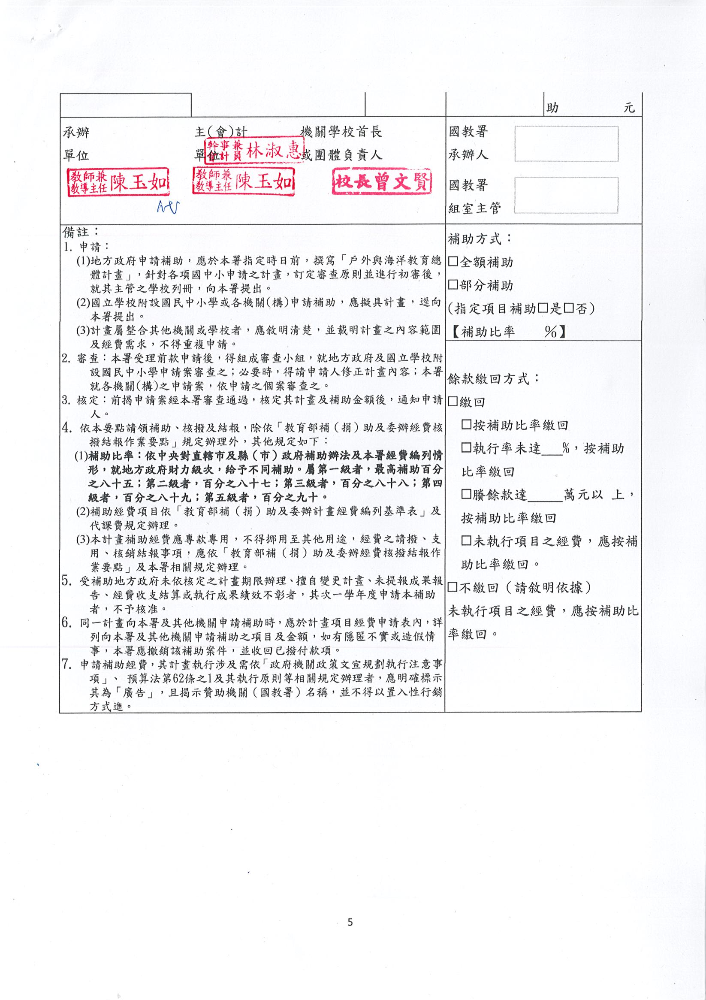 助 元
承辦 主(會)計 機關學校首長
單位 單位 或團體負責人
幹事兼會計員 林淑惠
教師兼教導主任 陳玉如
教師兼教導主任 陳玉如
校長曾文賢
代
國教署
承辦人
國教署
組室主管
備註：
1. 申請：
(1)地方政府申請補助，應於本署指定時日前，撰寫「戶外與海洋教育總
體計畫」，針對各項國中小申請之計畫，訂定審查原則並進行初審後，
就其主管之學校列冊，向本署提出。
(2)國立學校附設國民中小學或各機關(構)申請補助，應擬具計畫，逕向
本署提出。
(3)計畫屬整合其他機關或學校者，應敘明清楚，並載明計畫之內容範圍
及經費需求，不得重複申請。
2. 審查：本署受理前款申請後，得組成審查小組，就地方政府及國立學校附
設國民中小學申請案審查之；必要時，得請申請人修正計畫內容；本署
就各機關(構)之申請案，依申請之個案審查之。
3. 核定：前揭申請案經本署審查通過，核定其計畫及補助金額後，通知申請
人。
4. 依本要點請領補助、核撥及結報，除依「教育部補（捐）助及委辦經費核
撥結報作業要點」規定辦理外，其他規定如下：
(1)補助比率：依中央對直轄市及縣（市）政府補助辦法及本署經費編列情
形，就地方政府財力級次，給予不同補助。屬第一級者，最高補助百分
之八十五；第二級者，百分之八十七；第三級者，百分之八十八；第四
級者，百分之八十九；第五級者，百分之九十。
(2)補助經費項目依「教育部補（捐）助及委辦計畫經費編列基準表」及
代課費規定辦理。
(3)本計畫補助經費應專款專用，不得挪用至其他用途，經費之請撥、支
用、核銷結報事項，應依「教育部補（捐）助及委辦經費核撥結報作
業要點」及本署相關規定辦理。
5. 受補助地方政府未依核定之計畫期限辦理、擅自變更計畫、未提報成果報
告、經費收支結算或執行成果績效不彰者，其次一學年度申請本補助
者，不予核准。
6. 同一計畫向本署及其他機關申請補助時，應於計畫項目經費申請表內，詳
列向本署及其他機關申請補助之項目及金額，如有隱匿不實或造假情
事，本署應撤銷該補助案件，並收回已撥付款項。
7. 申請補助經費，其計畫執行涉及需依「政府機關政策文宣規劃執行注意事
項」、 預算法第62條之1及其執行原則等相關規定辦理者，應明確標示
其為「廣告」，且揭示贊助機關（國教署）名稱，並不得以置入性行銷
方式進。
補助方式：
□全額補助
□部分補助
(指定項目補助□是□否)
【補助比率 %】
餘款繳回方式：
□繳回
□按補助比率繳回
□執行率未達___%，按補助
比率繳回
□賸餘款達_____萬元以 上，
按補助比率繳回
□未執行項目之經費，應按補
助比率繳回。
□不繳回（請敘明依據）
未執行項目之經費，應按補助比
率繳回。
5